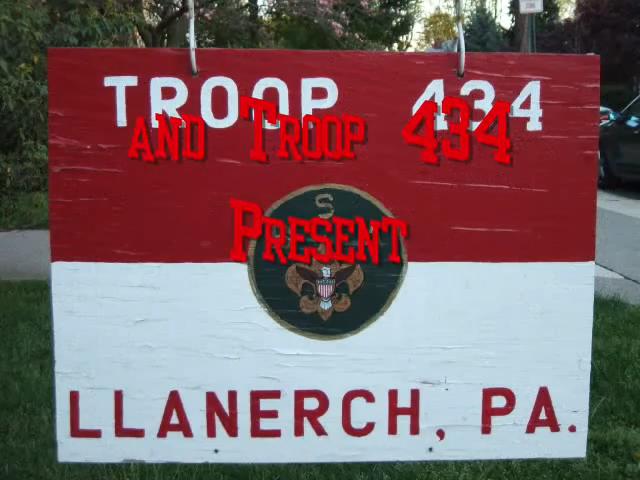 TROOP 434
AND TROOP 434
PRESENT
S
LLANERCH, PA.